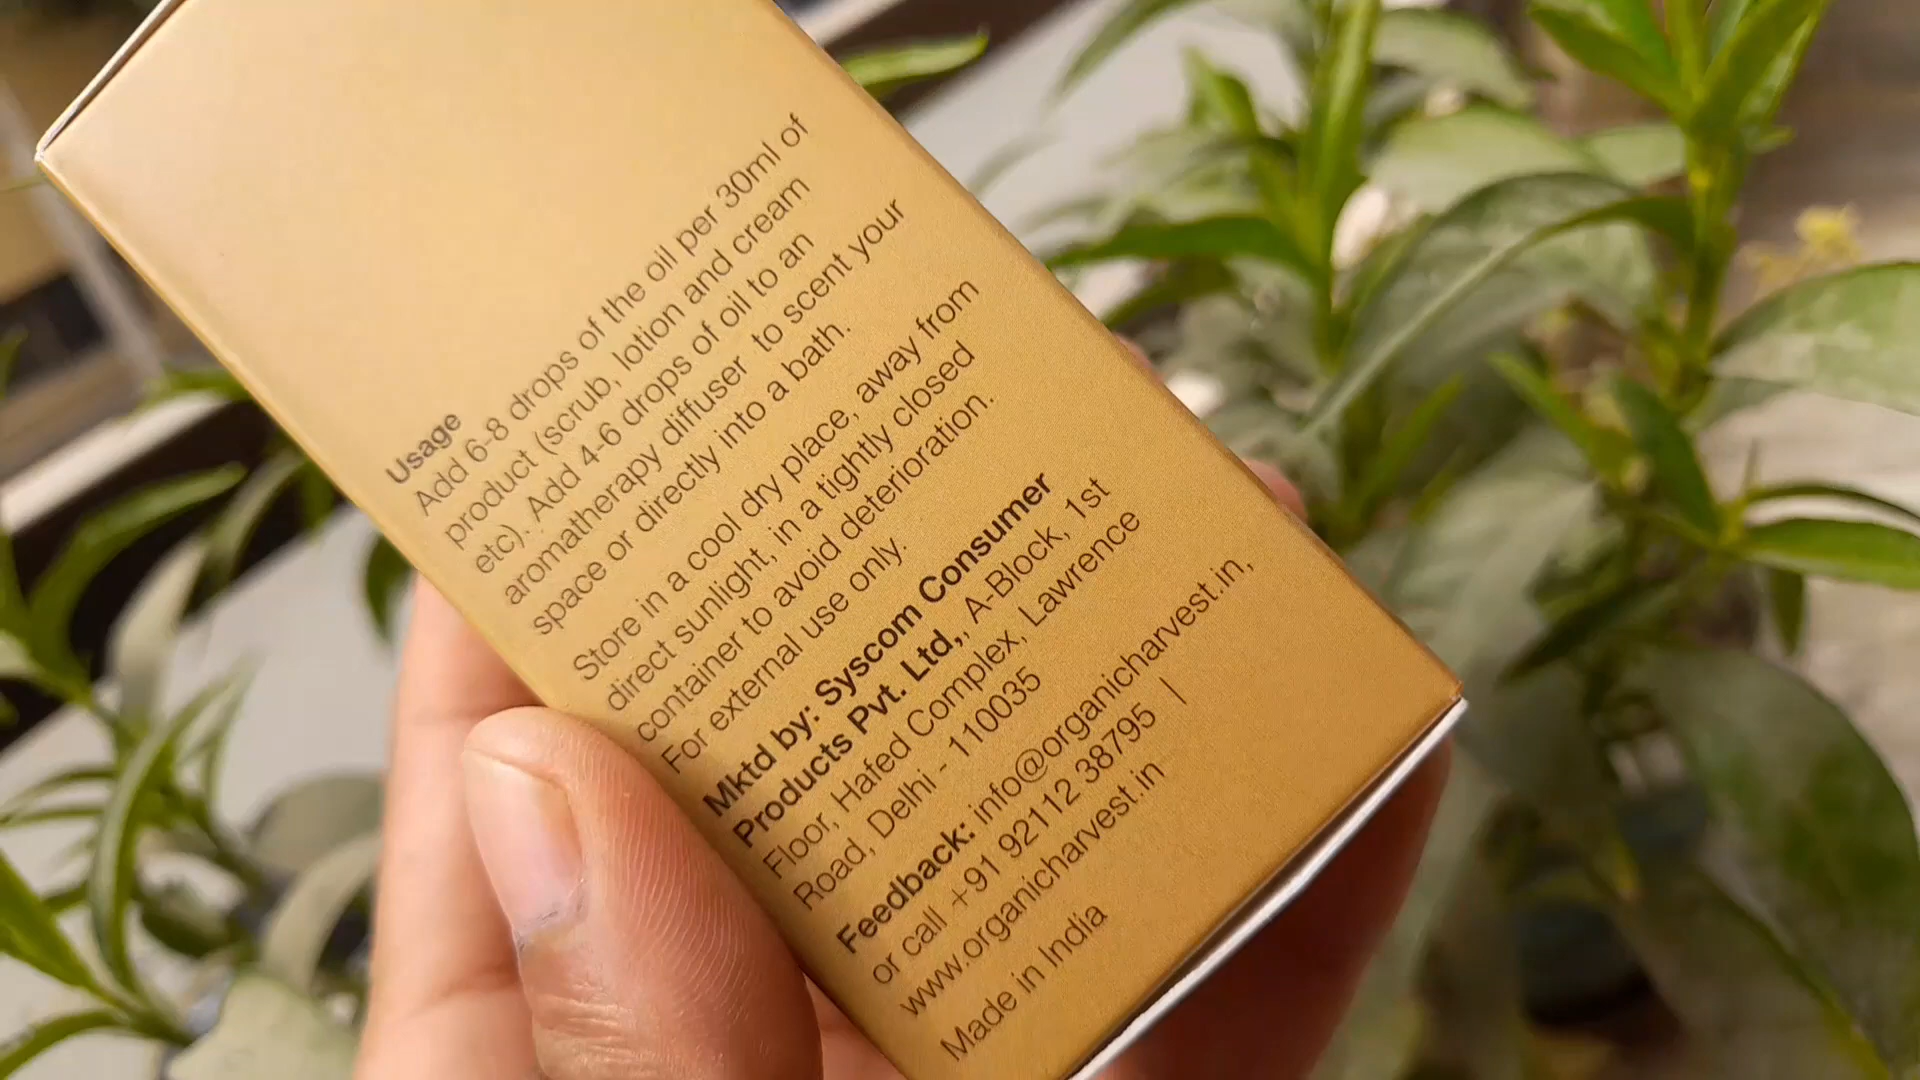 Usage
Add 6-8 drops of the oil per 30ml of
product (scrub, lotion and cream
etc). Add 4-6 drops of oil to an
aromatherapy diffuser to scent your
space or directly into a bath.
Store in a cool dry place, away from
direct sunlight, in a tightly closed
container to avoid deterioration.
For external use only.
Mktd by: Syscom Consumer
Products Pvt. Ltd,, A-Block, 1st
Floor, Hafed Complex, Lawrence
Road, Delhi - 110035
Feedback: info@organicharvest.in,
or call +91 92112 38795 |
www.organicharvest.in
Made in India